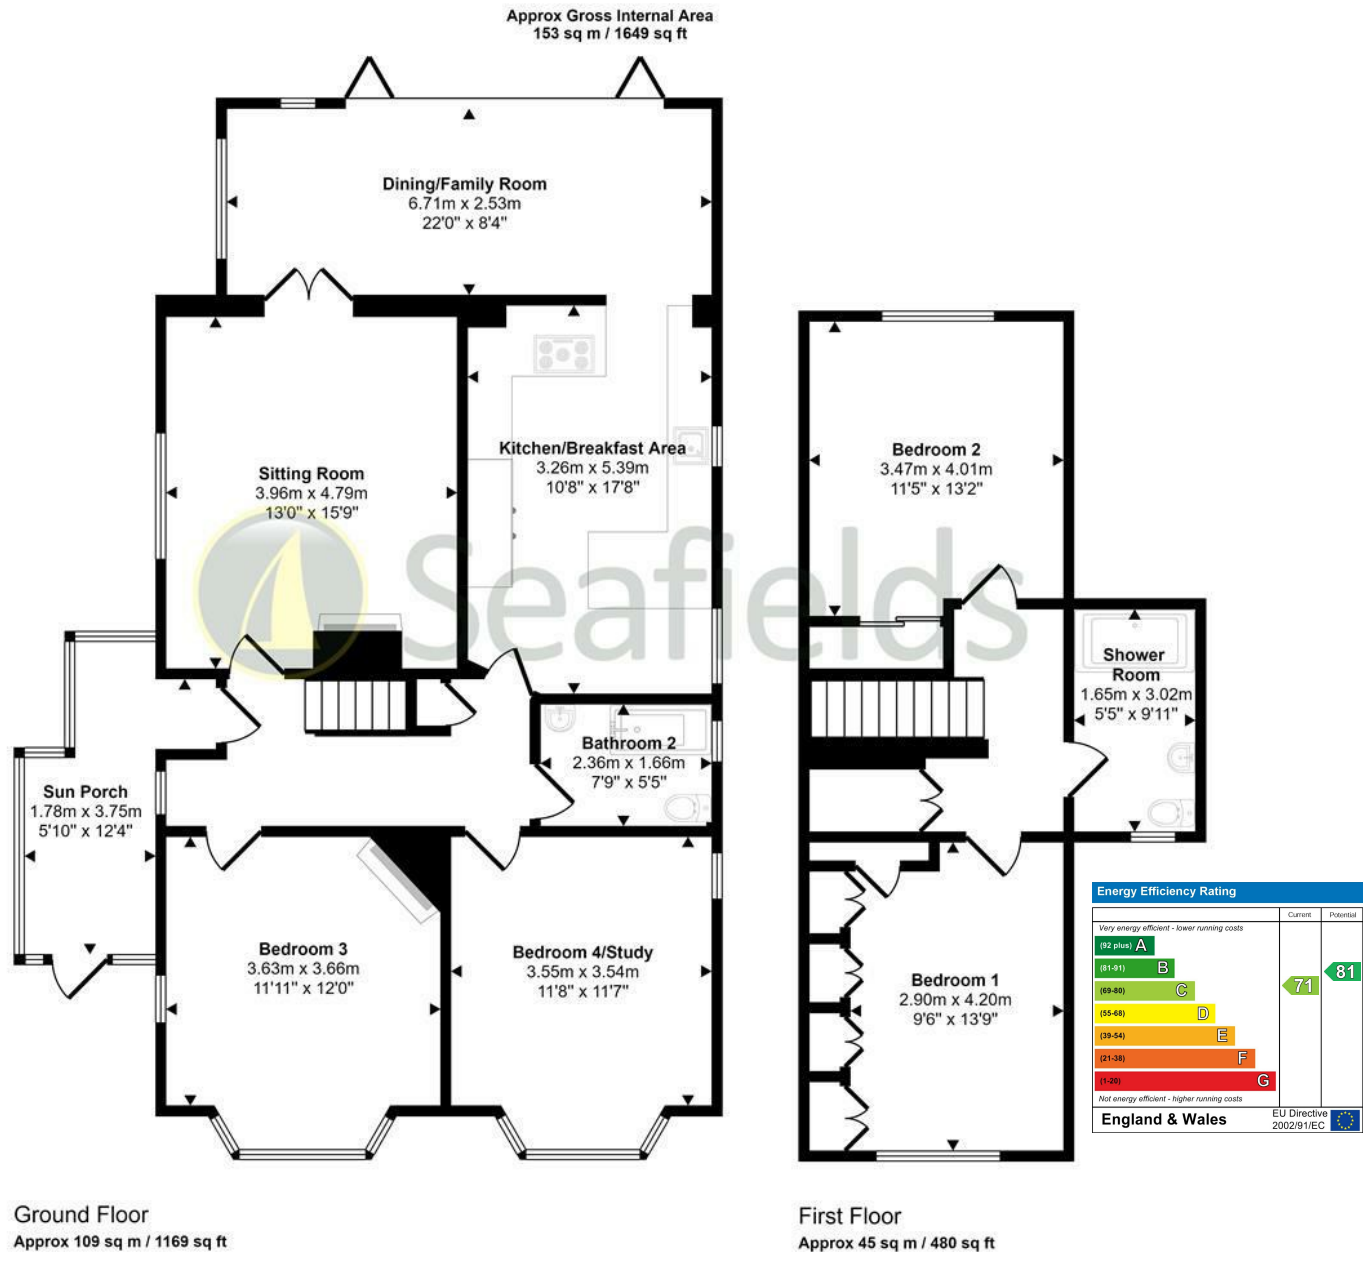 Approx Gross Internal Area
153 sq m / 1649 sq ft
Dining/Family Room
6.71m x 2.53m
22'0" x 8'4"
Sitting Room
3.96m x 4.79m
13'0" x 15'9"
Kitchen/Breakfast Area
3.26m x 5.39m
10'8" x 17'8"
Bedroom 2
3.47m x 4.01m
11'5" x 13'2"
Seafields
Shower
Room
1.65m x 3.02m
5'5" x 9'11"
Bathroom 2
2.36m x 1.66m
7'9" x 5'5"
Sun Porch
1.78m x 3.75m
5'10" x 12'4"
Bedroom 3
3.63m x 3.66m
11'11" x 12'0"
Bedroom 4/Study
3.55m x 3.54m
11'8" x 11'7"
Bedroom 1
2.90m x 4.20m
9'6" x 13'9"
Energy Efficiency Rating
Current Potential
Very energy efficient - lower running costs
(92 plus) A
(81-91) B
(69-80) C
(55-68) D
(39-54) E
(21-38) F
(1-20) G
71
81
Not energy efficient - higher running costs
England & Wales
EU Directive
2002/91/EC
Ground Floor
Approx 109 sq m / 1169 sq ft
First Floor
Approx 45 sq m / 480 sq ft